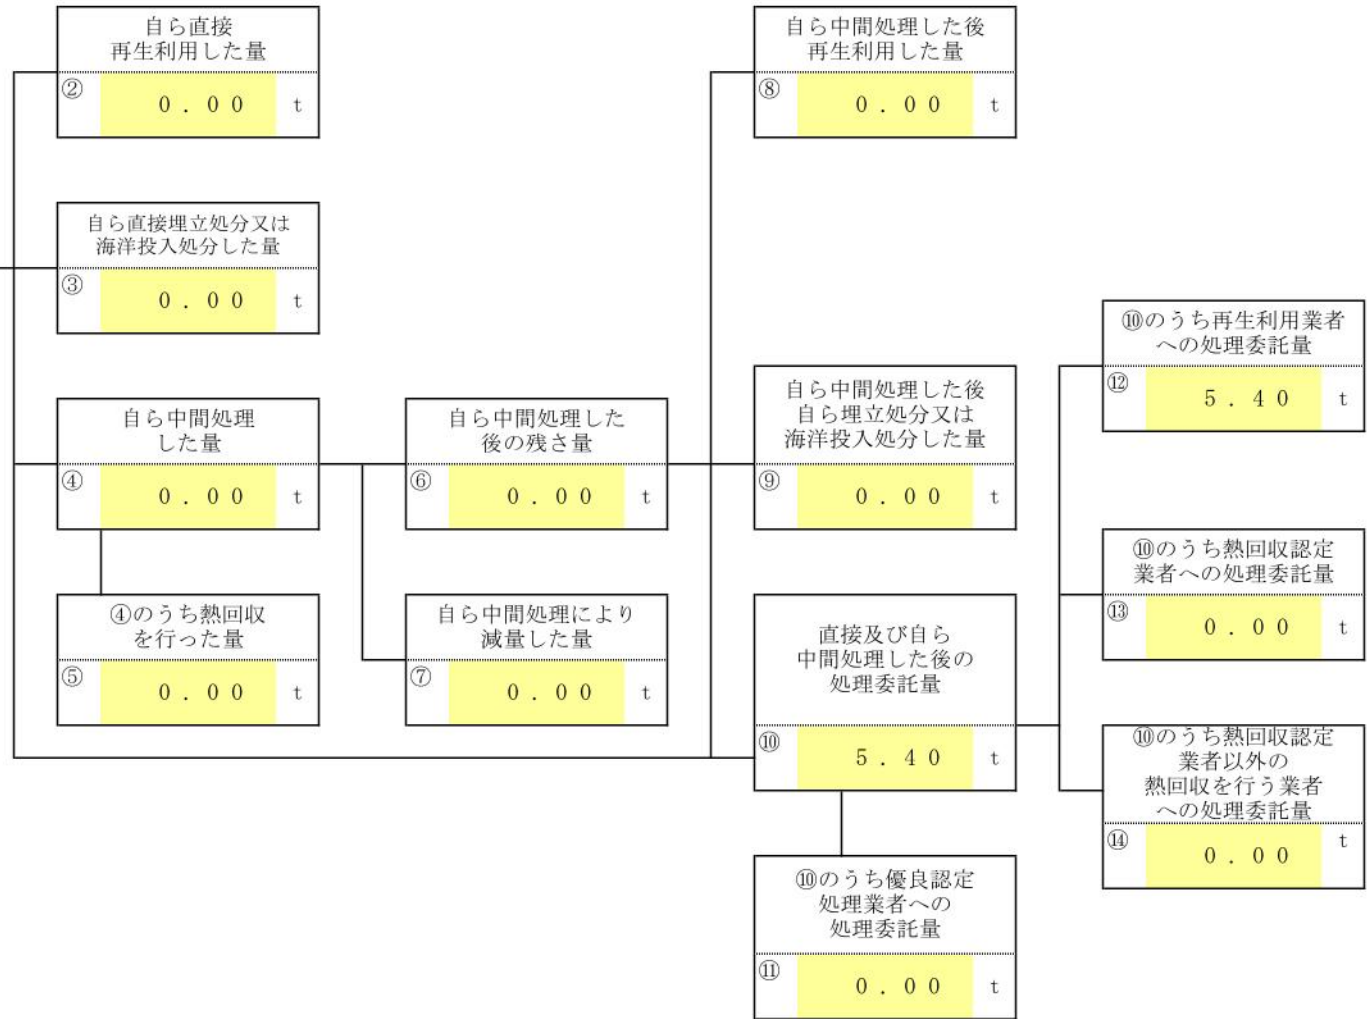 自ら直接
再生利用した量
② 0.00 t
自ら直接埋立処分又は
海洋投入処分した量
③ 0.00 t
自ら中間処理
した量
④ 0.00 t
④のうち熱回収
を行った量
⑤ 0.00 t
自ら中間処理した
後の残さ量
⑥ 0.00 t
自ら中間処理により
減量した量
⑦ 0.00 t
自ら中間処理した後
再生利用した量
⑧ 0.00 t
自ら中間処理した後
自ら埋立処分又は
海洋投入処分した量
⑨ 0.00 t
直接及び自ら
中間処理した後の
処理委託量
⑩ 5.40 t
⑩のうち優良認定
処理業者への
処理委託量
⑪ 0.00 t
⑩のうち再生利用業者
への処理委託量
⑫ 5.40 t
⑩のうち熱回収認定
業者への処理委託量
⑬ 0.00 t
⑩のうち熱回収認定
業者以外の
熱回収を行う業者
への処理委託量
⑭ 0.00 t